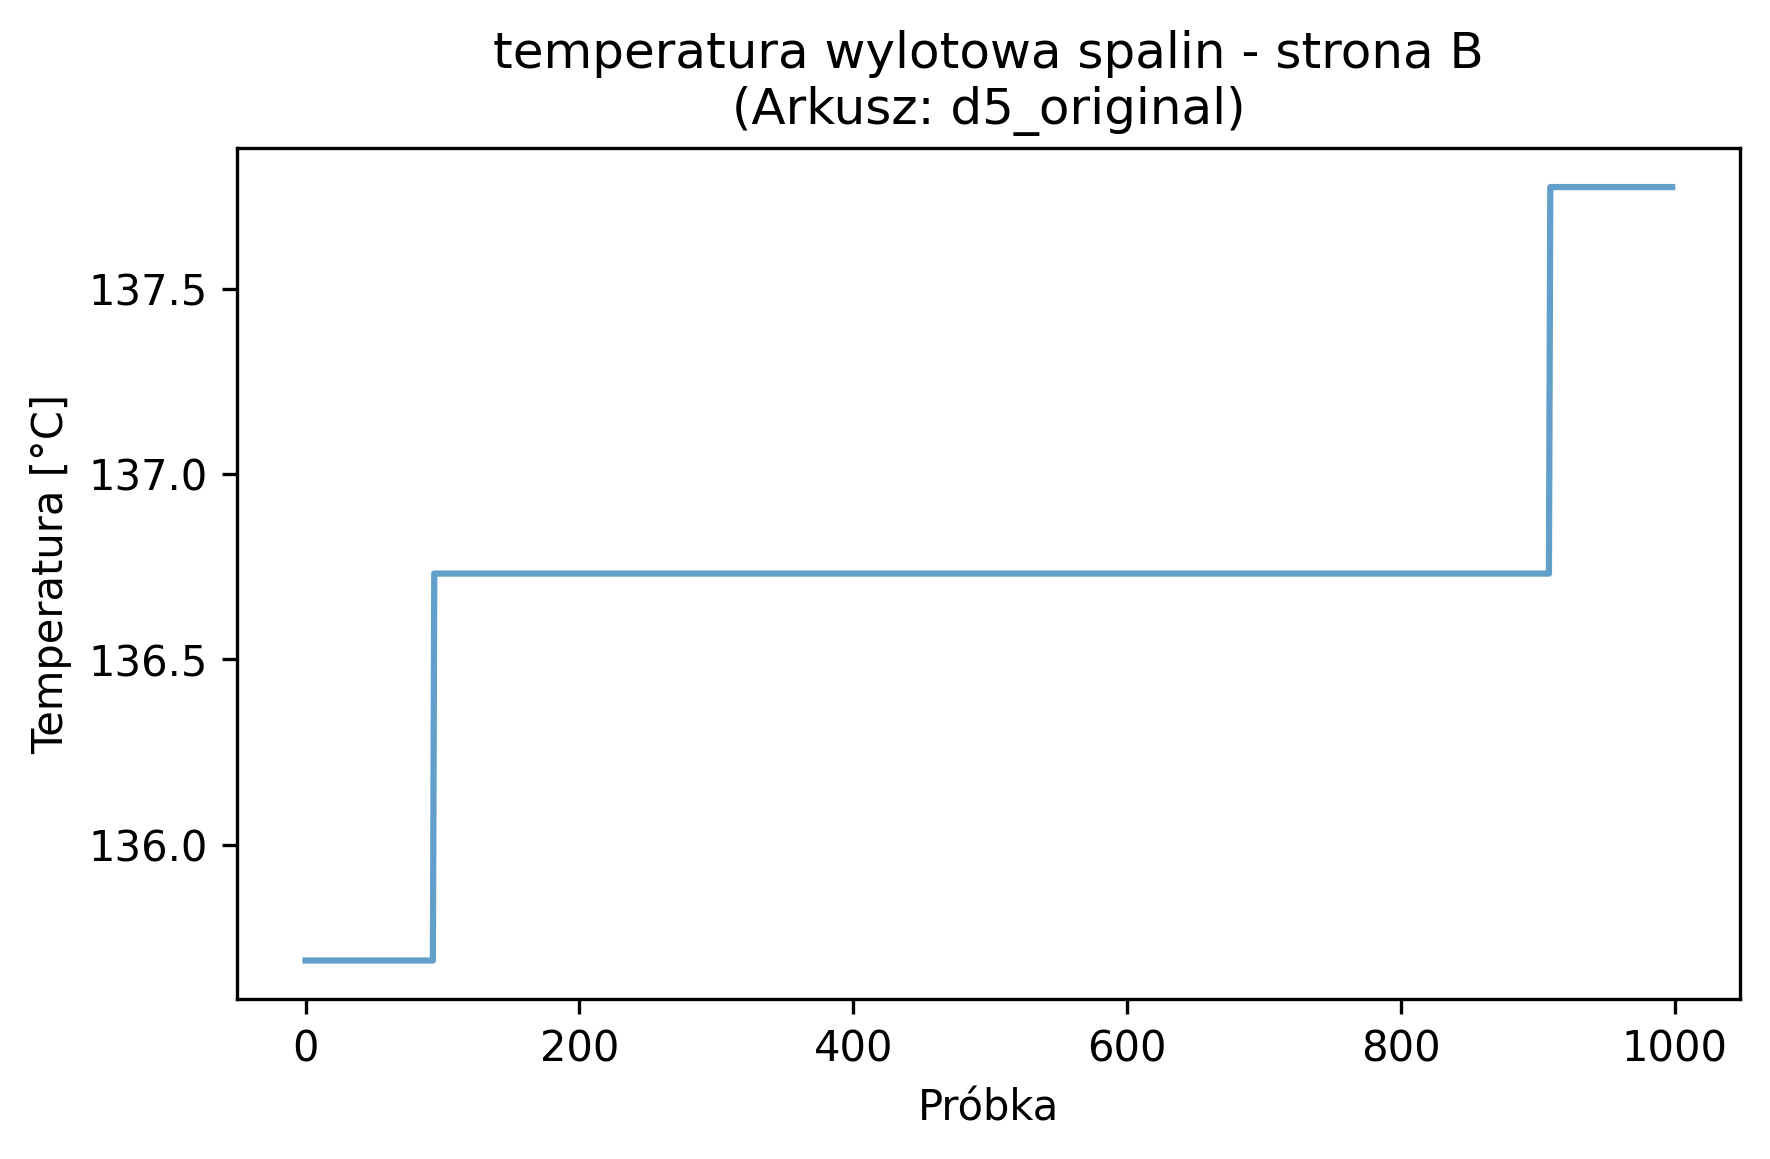 temperatura wylotowa spalin - strona B
(Arkusz: d5_original)
Temperatura [°C]
137.5
137.0
136.5
136.0
0 200 400 600 800 1000
Próbka